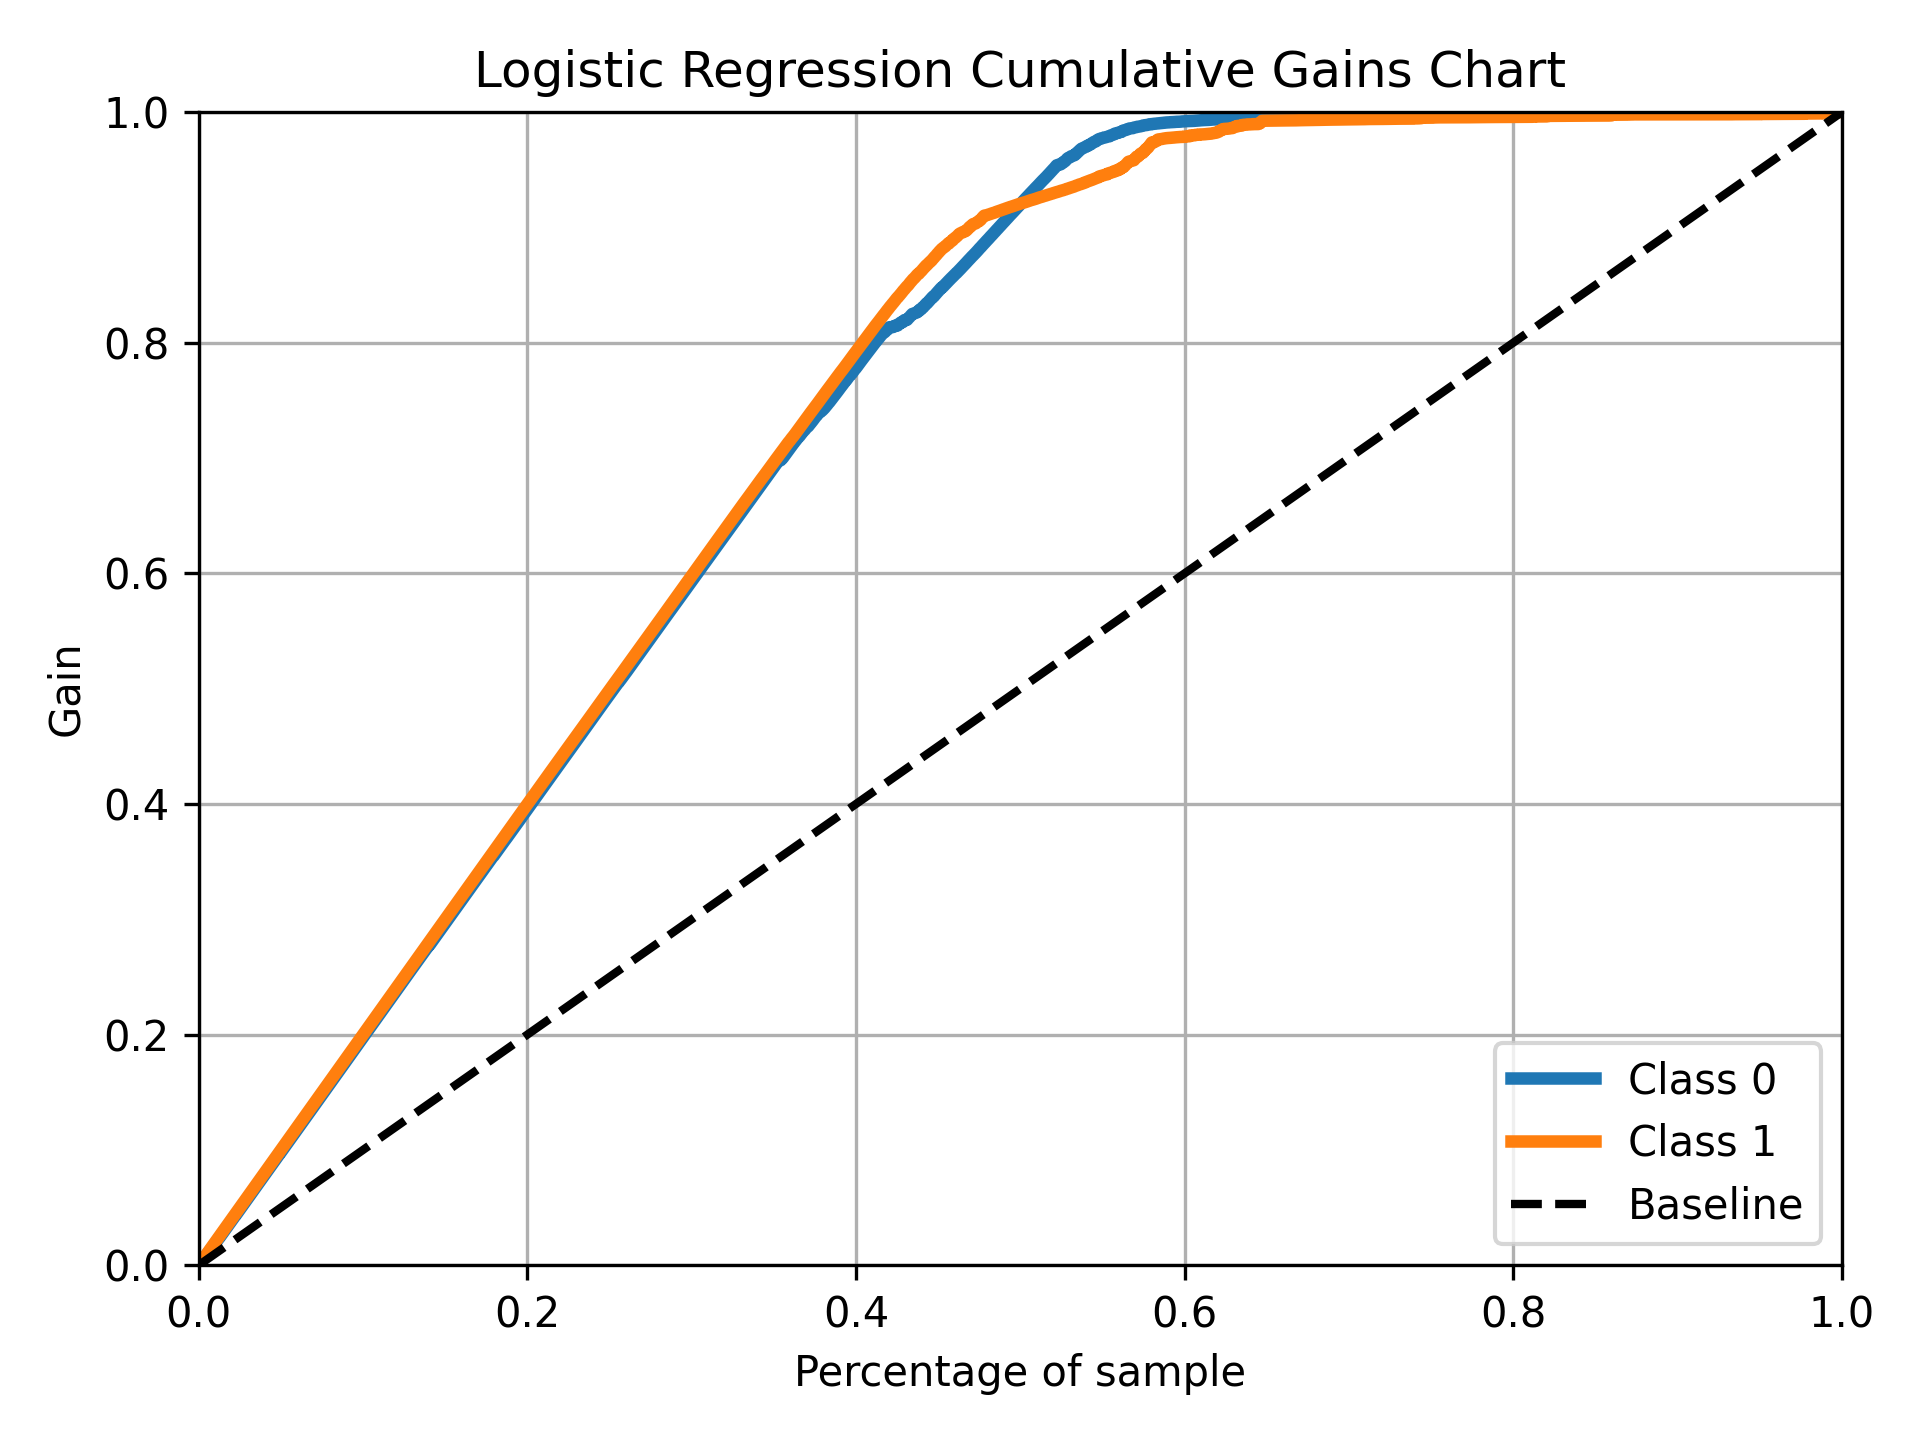 Logistic Regression Cumulative Gains Chart
1.0
0.8
0.6
0.4
0.2
0.0
Gain
0.0 0.2 0.4 0.6 0.8 1.0
Percentage of sample
Class 0
Class 1
Baseline